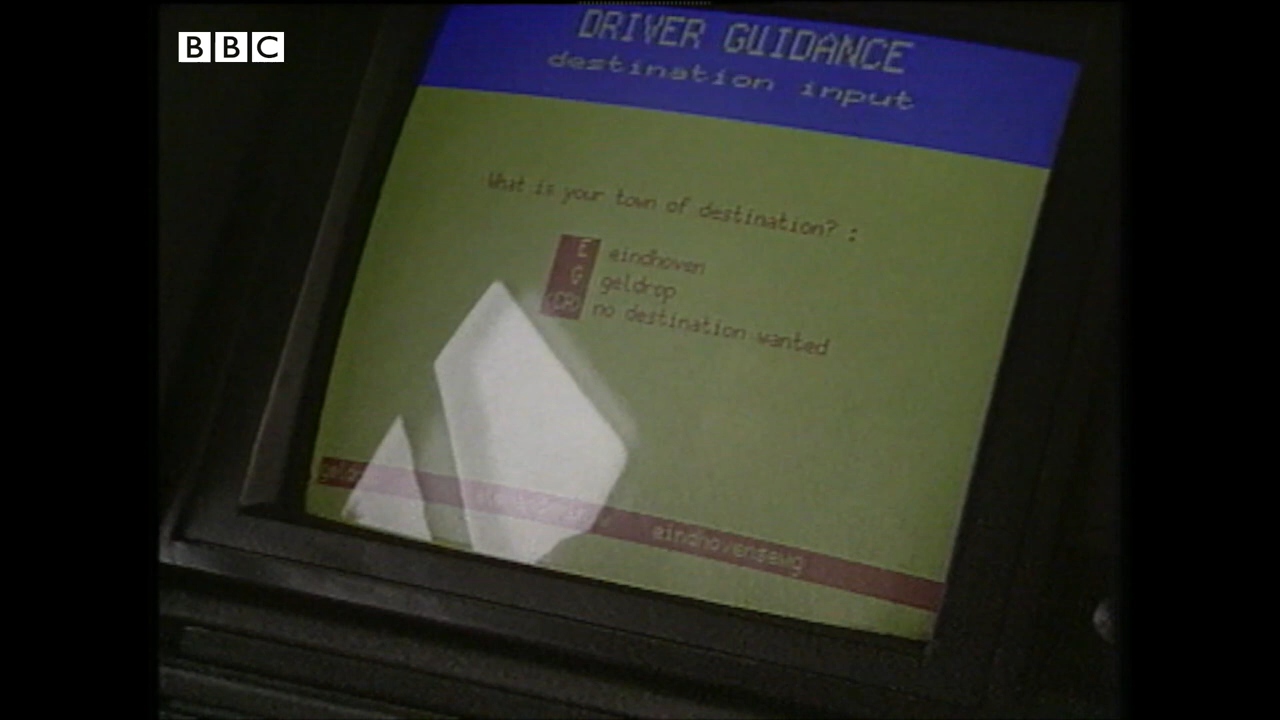 BBC
DRIVER GUIDANCE
destination input
What is your town of destination? :
E eindhoven
G geldrop
no destination wanted
eindhovenseweg